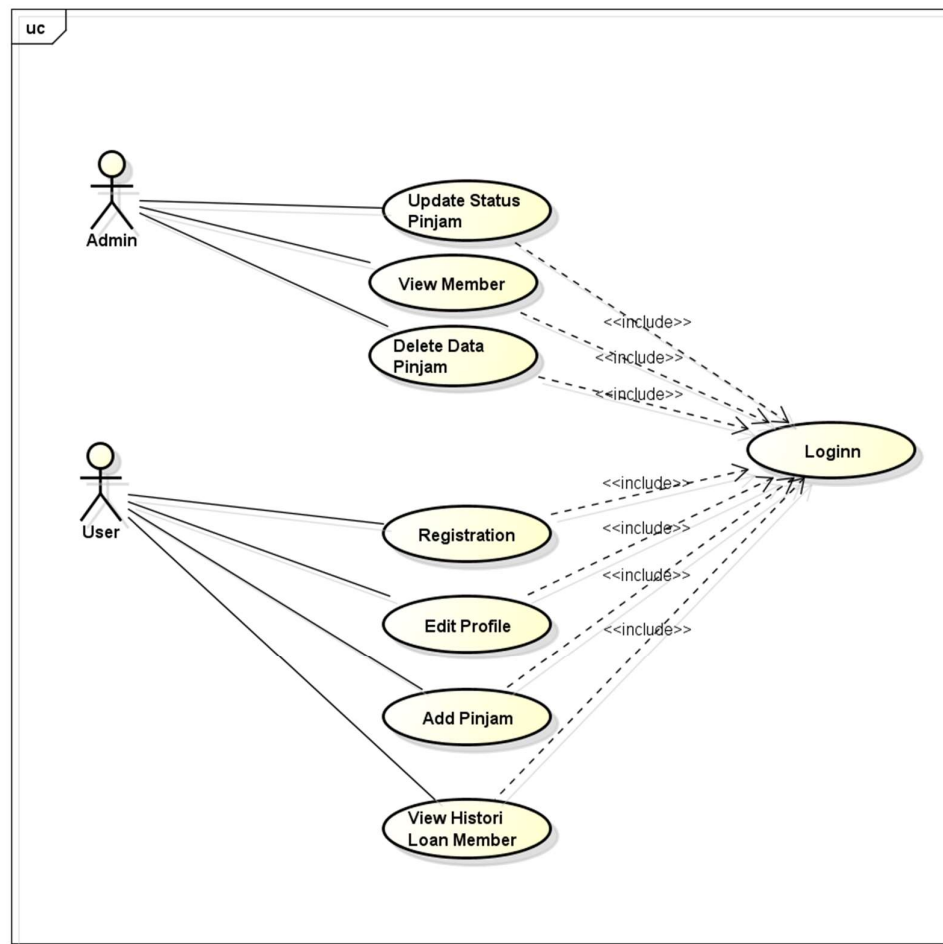 uc
Admin
Update Status
Pinjam
View Member
Delete Data
Pinjam
<<include>>
<<include>>
<<include>>
Loginn
User
Registration
Edit Profile
Add Pinjam
View Histori
Loan Member
<<include>>
<<include>>
<<include>>
<<include>>